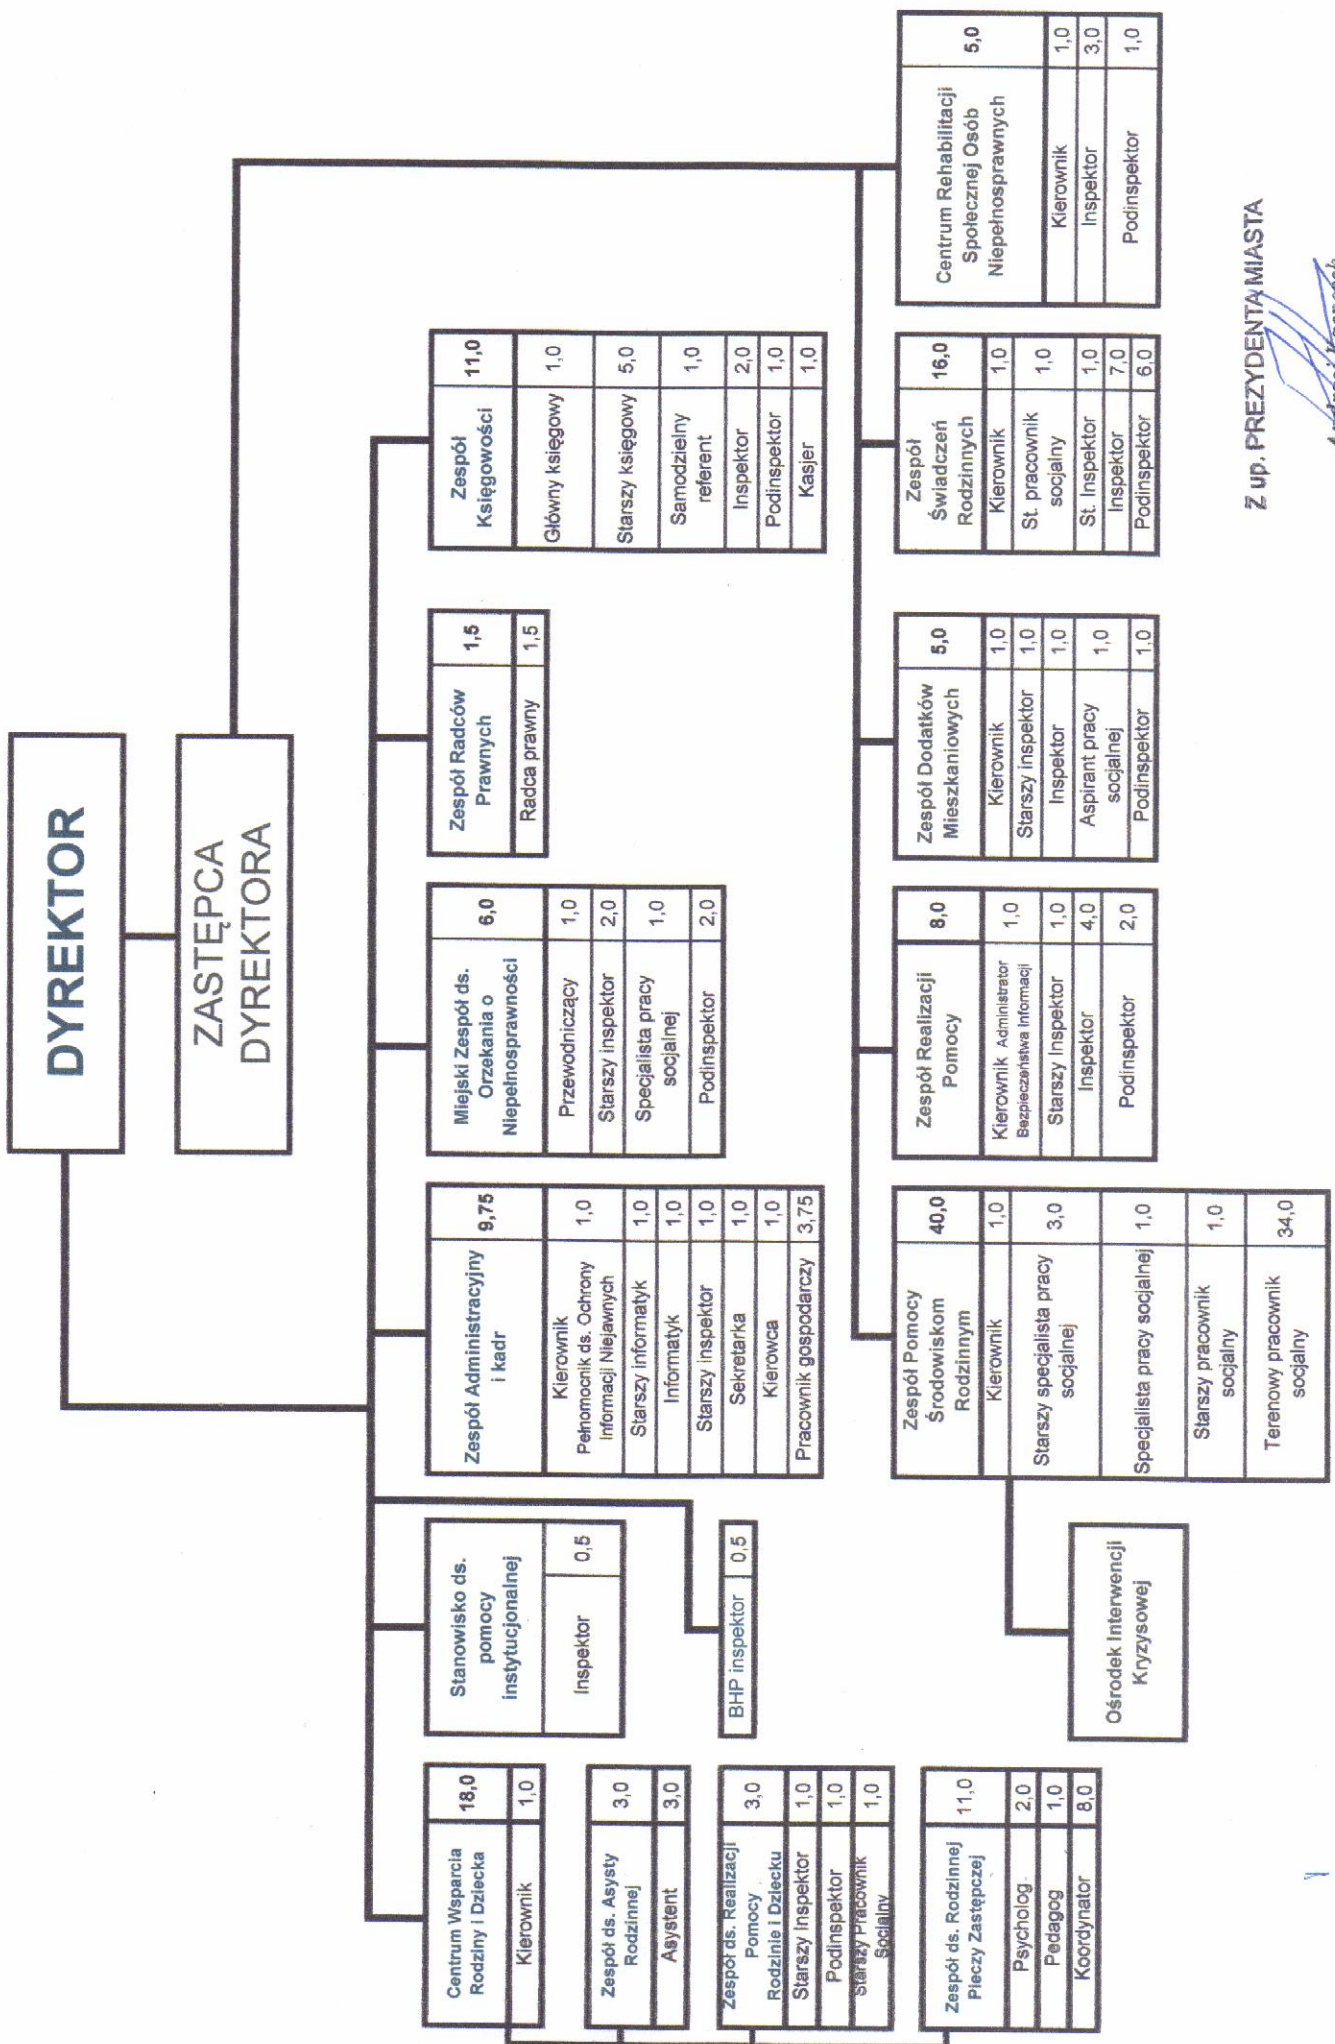 DYREKTOR
ZASTĘPCA
DYREKTORA
Centrum Wsparcia
Rodziny i Dziecka
18,0
Kierownik
1,0
Zespół ds. Asysty
Rodzinnej
3,0
Asystent
3,0
Zespół ds. Realizacji
Pomocy
Rodzinie i Dziecku
3,0
Starszy Inspektor
1,0
Podinspektor
1,0
Starszy Pracownik
Socjalny
1,0
Zespół ds. Rodzinnej
Pieczy Zastępczej
11,0
Psycholog
2,0
Pedagog
1,0
Koordynator
8,0
Stanowisko ds.
pomocy
instytucjonalnej
Inspektor
0,5
BHP inspektor
0,5
Zespół Administracyjny
i kadr
9,75
Kierownik
Pełnomocnik ds. Ochrony
Informacji Niejawnych
1,0
Starszy informatyk
1,0
Informatyk
1,0
Starszy inspektor
1,0
Sekretarka
1,0
Kierowca
1,0
Pracownik gospodarczy
3,75
Miejski Zespół ds.
Orzekania o
Niepełnosprawności
6,0
Przewodniczący
1,0
Starszy inspektor
2,0
Specjalista pracy
socjalnej
1,0
Podinspektor
2,0
Zespół Radców
Prawnych
1,5
Radca prawny
1,5
Zespół
Księgowości
11,0
Główny księgowy
1,0
Starszy księgowy
5,0
Samodzielny
referent
1,0
Inspektor
2,0
Podinspektor
1,0
Kasjer
1,0
Zespół Pomocy
Środowiskom
Rodzinnym
40,0
Kierownik
1,0
Starszy specjalista pracy
socjalnej
3,0
Specjalista pracy socjalnej
1,0
Starszy pracownik
socjalny
1,0
Terenowy pracownik
socjalny
34,0
Ośrodek Interwencji
Kryzysowej
Zespół Realizacji
Pomocy
8,0
Kierownik Administrator
Bezpieczeństwa Informacji
1,0
Starszy Inspektor
1,0
Inspektor
4,0
Podinspektor
2,0
Zespół Dodatków
Mieszkaniowych
5,0
Kierownik
1,0
Starszy inspektor
1,0
Inspektor
1,0
Aspirant pracy
socjalnej
1,0
Podinspektor
1,0
Zespół
Świadczeń
Rodzinnych
16,0
Kierownik
1,0
St. pracownik
socjalny
1,0
St. Inspektor
1,0
Inspektor
7,0
Podinspektor
6,0
Centrum Rehabilitacji
Społecznej Osób
Niepełnosprawnych
5,0
Kierownik
1,0
Inspektor
3,0
Podinspektor
1,0
Z up. PREZYDENTA MIASTA